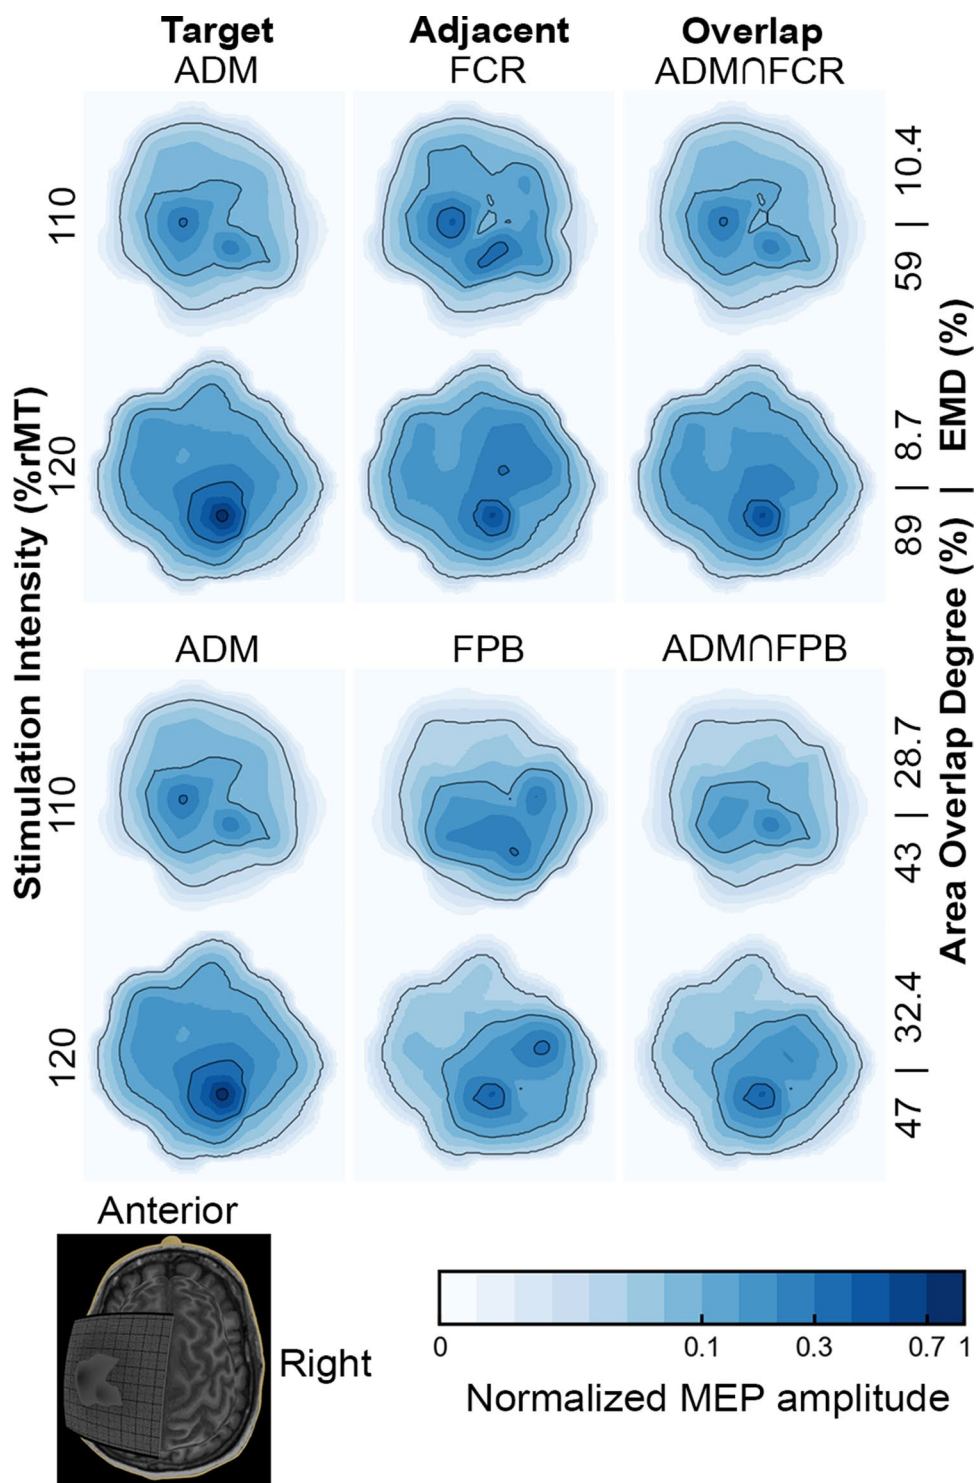 Target Adjacent Overlap
ADM FCR ADM∩FCR
110
59 | 10.4
120
89 | 8.7
Stimulation Intensity (%rMT)
Area Overlap Degree (%) | EMD (%)
ADM FPB ADM∩FPB
110
43 | 28.7
120
47 | 32.4
Anterior
Right
0 0.1 0.3 0.7 1
Normalized MEP amplitude